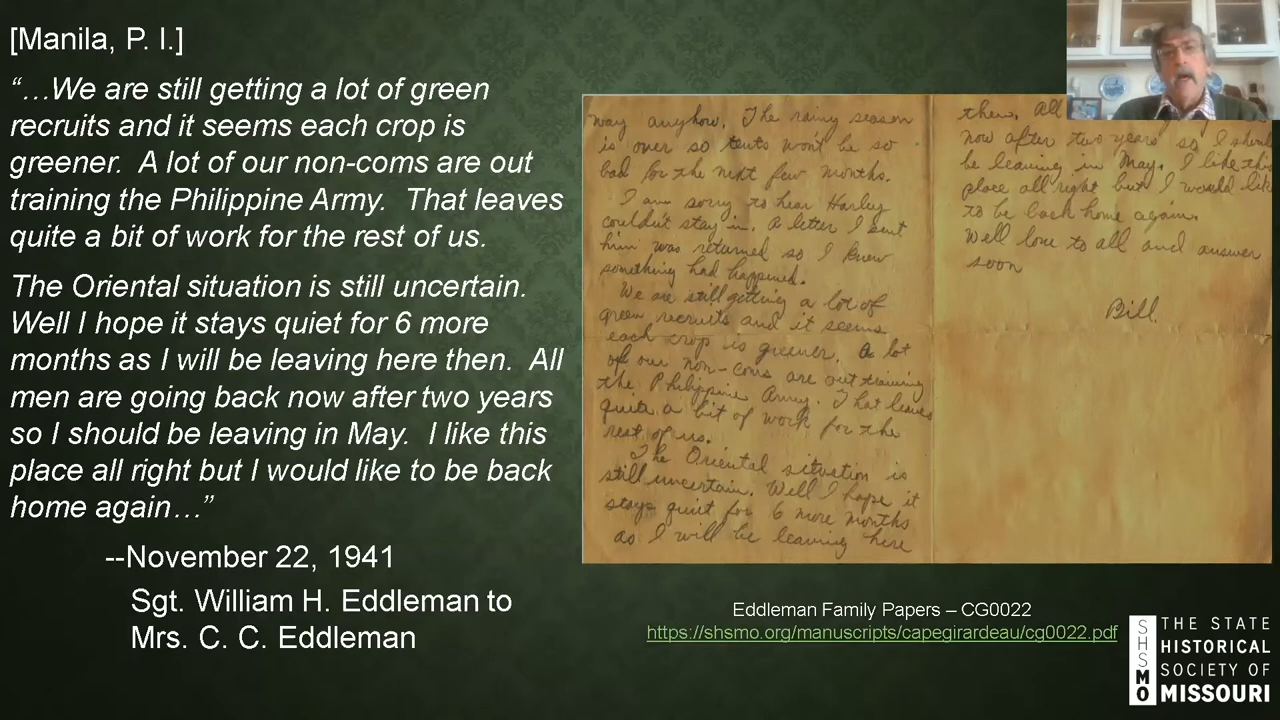 [Manila, P. I.]
“…We are still getting a lot of green
recruits and it seems each crop is
greener.  A lot of our non-coms are out
training the Philippine Army.  That leaves
quite a bit of work for the rest of us.
The Oriental situation is still uncertain.
Well I hope it stays quiet for 6 more
months as I will be leaving here then.  All
men are going back now after two years
so I should be leaving in May.  I like this
place all right but I would like to be back
home again…”
--November 22, 1941
Sgt. William H. Eddleman to
Mrs. C. C. Eddleman
way anyhow. The rainy season
is over so tents won't be so
bad for the next few months.
I am sorry to hear Harley
couldn't stay in. A letter I sent
him was returned so I knew
something had happened.
We are still getting a lot of
green recruits and it seems
each crop is greener. A lot
of our non-coms are out training
the Philippine Army. That leaves
quite a bit of work for the
rest of us.
The Oriental situation is
still uncertain. Well I hope it
stays quiet for 6 more months
as I will be leaving here
then. All
now after two years so I should
be leaving in May. I like this
place all right but I would like
to be back home again.
Well love to all and answer
soon
Bill.
Eddleman Family Papers – CG0022
https://shsmo.org/manuscripts/capegirardeau/cg0022.pdf
SHSMO
THE STATE
HISTORICAL
SOCIETY OF
MISSOURI